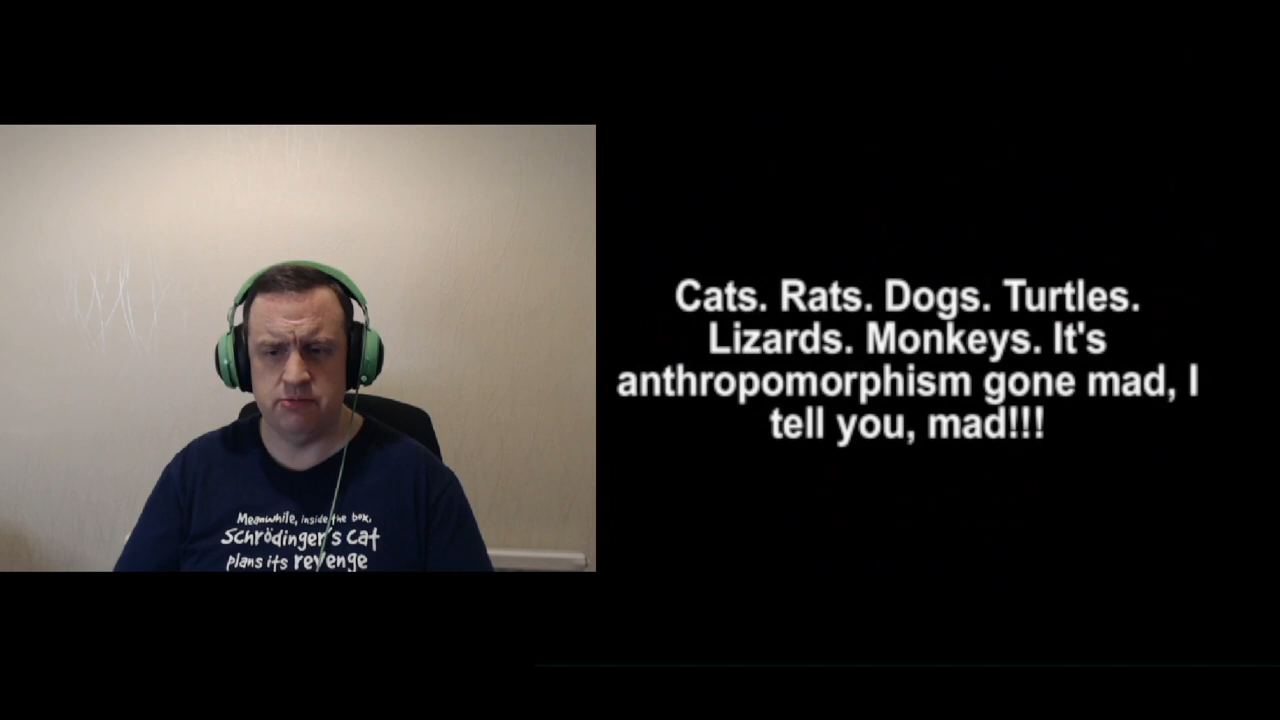 Meanwhile, inside the box,
Schrödinger's cat
plans its revenge
Cats. Rats. Dogs. Turtles.
Lizards. Monkeys. It's
anthropomorphism gone mad, I
tell you, mad!!!